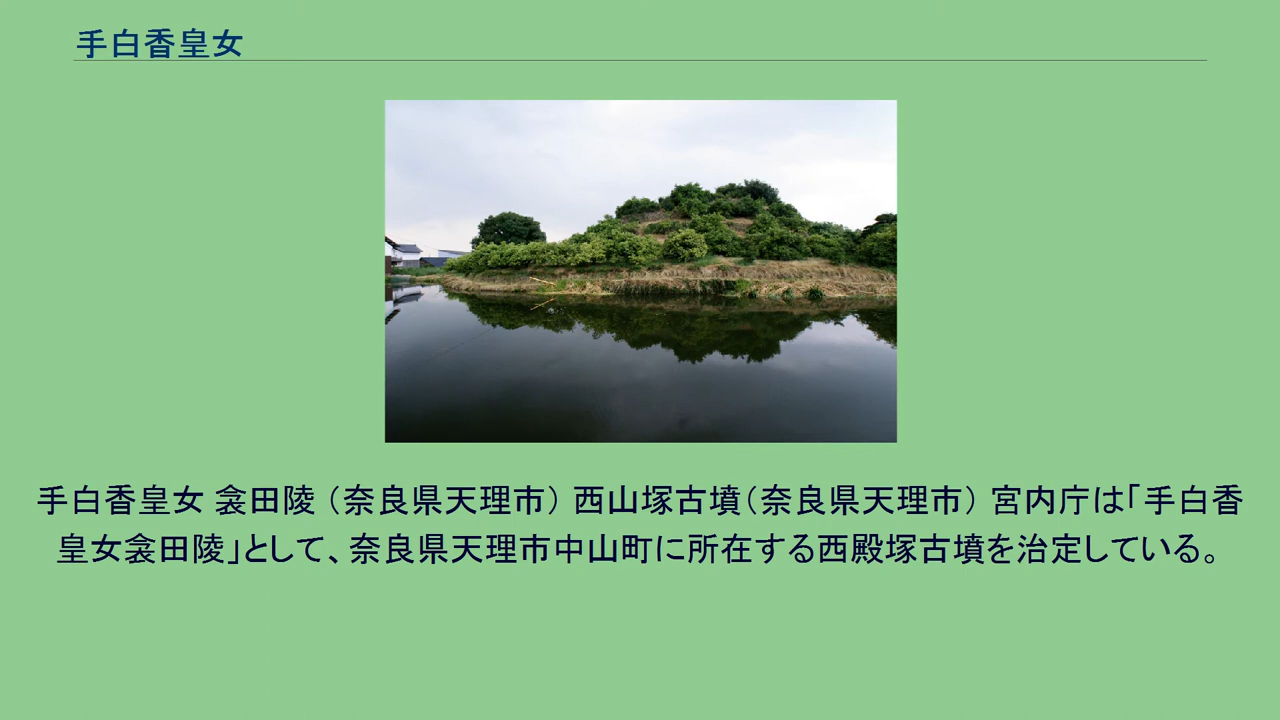 手白香皇女
手白香皇女 衾田陵 （奈良県天理市） 西山塚古墳（奈良県天理市） 宮内庁は「手白香
皇女衾田陵」として、奈良県天理市中山町に所在する西殿塚古墳を治定している。